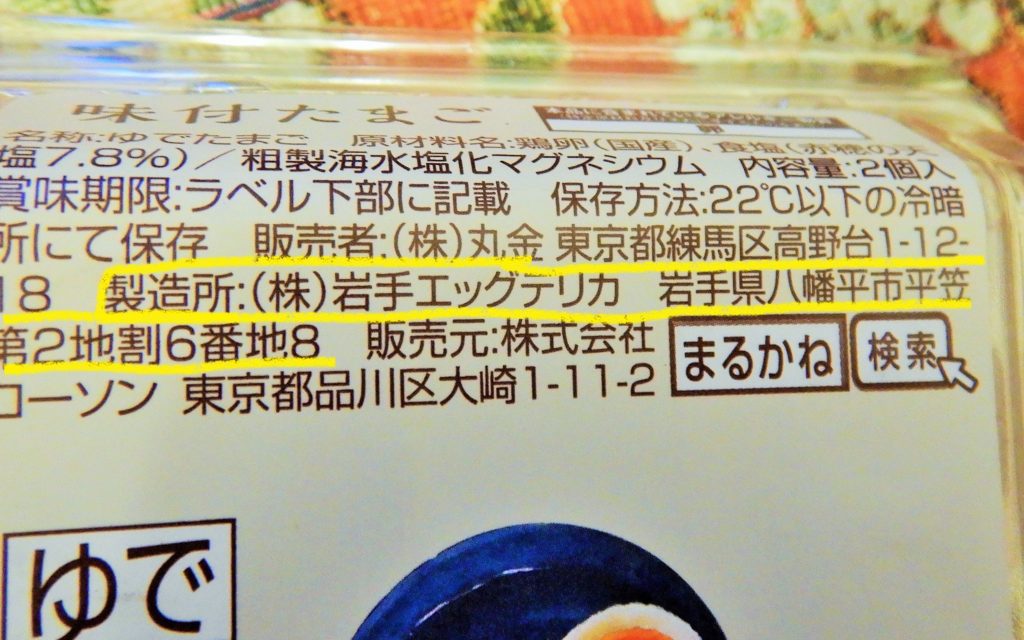 味付たまご
卵
名称:ゆでたまご 原材料名:鶏卵(国産)、食塩(赤穂の天
塩7.8%)/粗製海水塩化マグネシウム 内容量:2個入
賞味期限:ラベル下部に記載 保存方法:22℃以下の冷暗
所にて保存 販売者:(株)丸金 東京都練馬区高野台1-12-
18 製造所:(株)岩手エッグデリカ 岩手県八幡平市平笠
第2地割6番地8 販売元:株式会社
ローソン 東京都品川区大崎1-11-2
まるかね 検索
ゆで